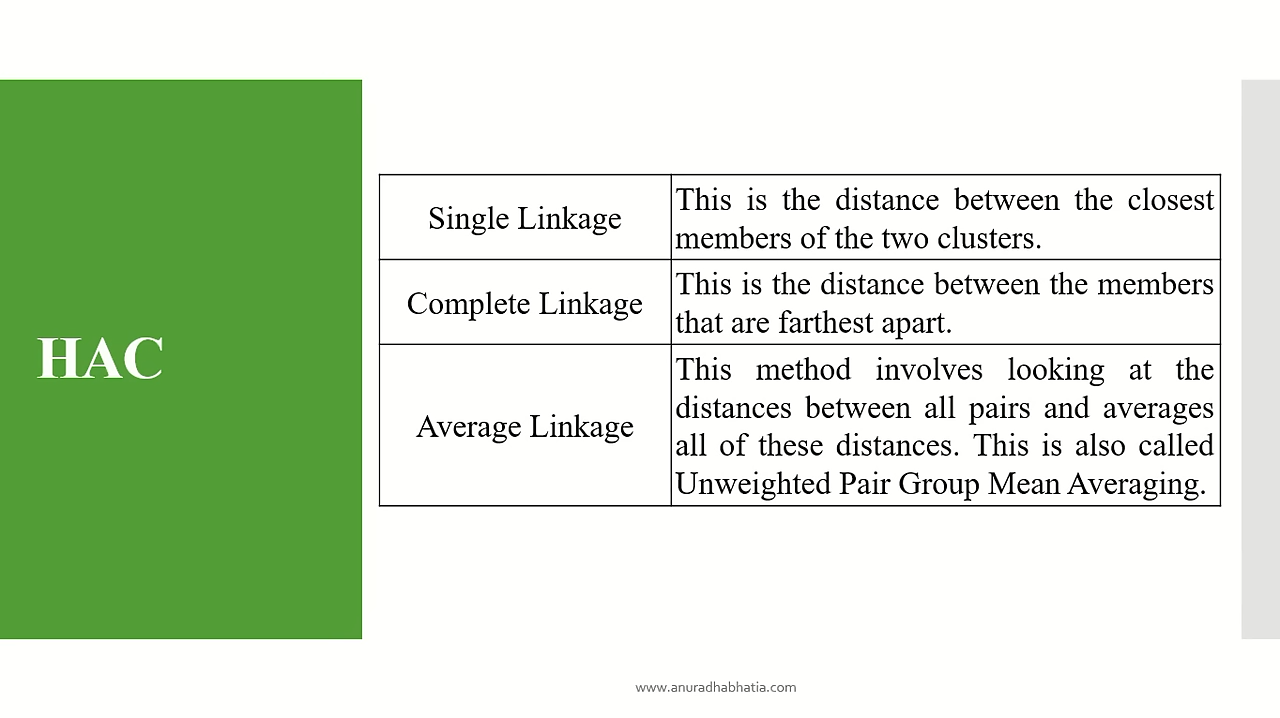 HAC
Single Linkage
This is the distance between the closest
members of the two clusters.
Complete Linkage
This is the distance between the members
that are farthest apart.
Average Linkage
This method involves looking at the
distances between all pairs and averages
all of these distances. This is also called
Unweighted Pair Group Mean Averaging.
www.anuradhabhatia.com